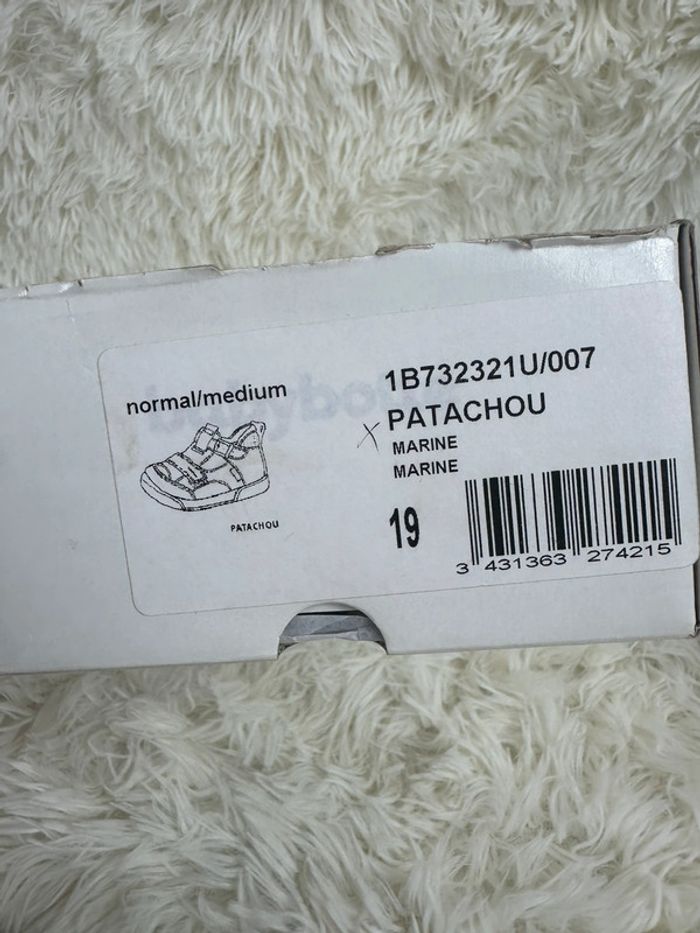 normal/medium
PATACHOU
1B732321U/007
PATACHOU
MARINE
MARINE
19
3 431363 274215